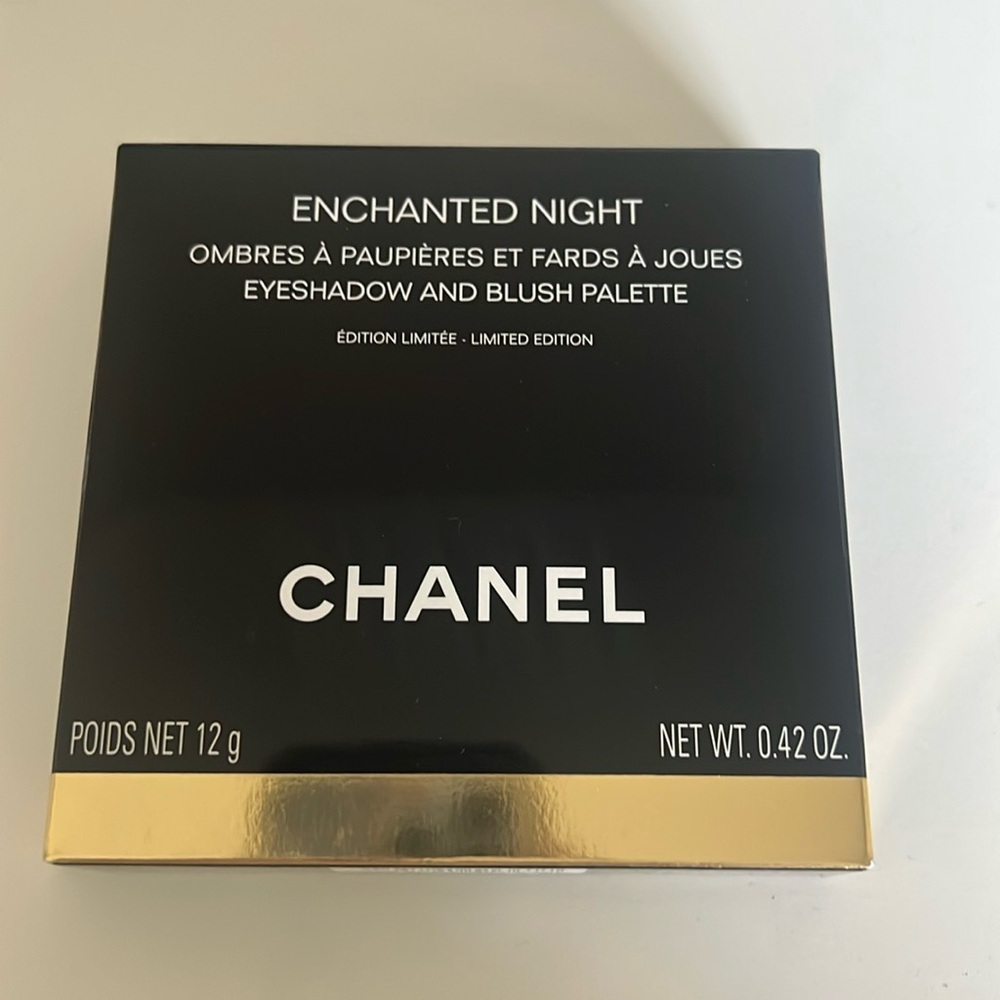 ENCHANTED NIGHT
OMBRES À PAUPIÈRES ET FARDS À JOUES
EYESHADOW AND BLUSH PALETTE
ÉDITION LIMITÉE - LIMITED EDITION
CHANEL
POIDS NET 12 g
NET WT. 0.42 OZ.